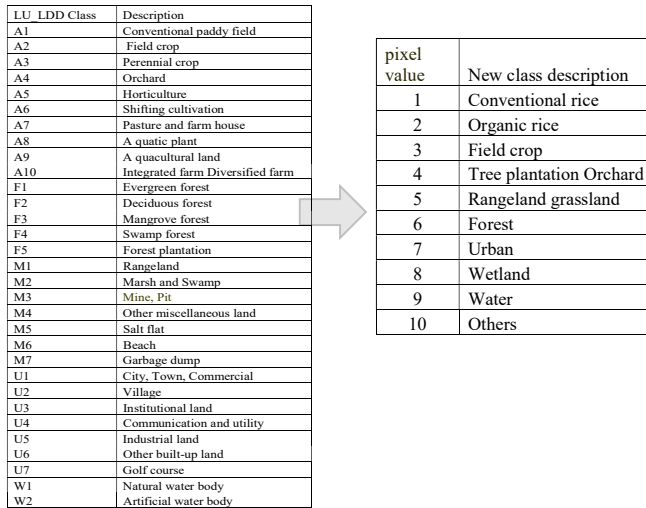 LU_LDD Class Description
A1 Conventional paddy field
A2 Field crop
A3 Perennial crop
A4 Orchard
A5 Horticulture
A6 Shifting cultivation
A7 Pasture and farm house
A8 A quatic plant
A9 A quacultural land
A10 Integrated farm Diversified farm
F1 Evergreen forest
F2 Deciduous forest
F3 Mangrove forest
F4 Swamp forest
F5 Forest plantation
M1 Rangeland
M2 Marsh and Swamp
M3 Mine, Pit
M4 Other miscellaneous land
M5 Salt flat
M6 Beach
M7 Garbage dump
U1 City, Town, Commercial
U2 Village
U3 Institutional land
U4 Communication and utility
U5 Industrial land
U6 Other built-up land
U7 Golf course
W1 Natural water body
W2 Artificial water body
pixel
value New class description
1 Conventional rice
2 Organic rice
3 Field crop
4 Tree plantation Orchard
5 Rangeland grassland
6 Forest
7 Urban
8 Wetland
9 Water
10 Others